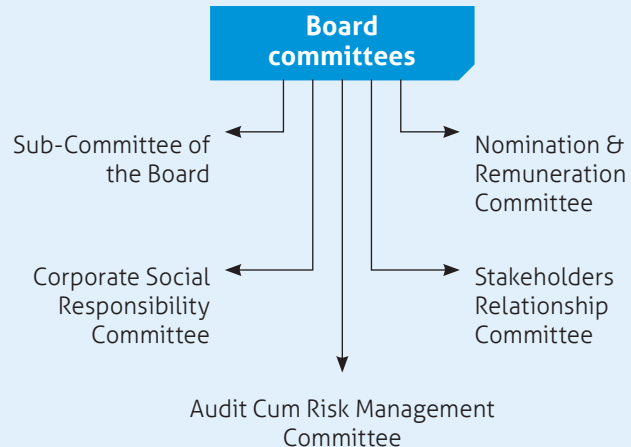 Board
committees
Sub-Committee of
the Board
Nomination &
Remuneration
Committee
Corporate Social
Responsibility
Committee
Stakeholders
Relationship
Committee
Audit Cum Risk Management
Committee